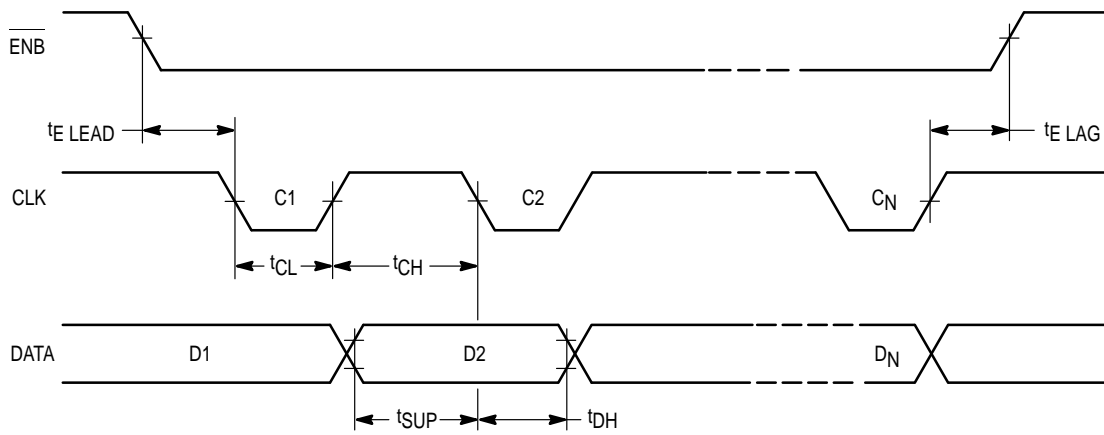 ENB
tE LEAD
tE LAG
CLK
C1
C2
CN
tCL
tCH
DATA
D1
D2
DN
tSUP
tDH